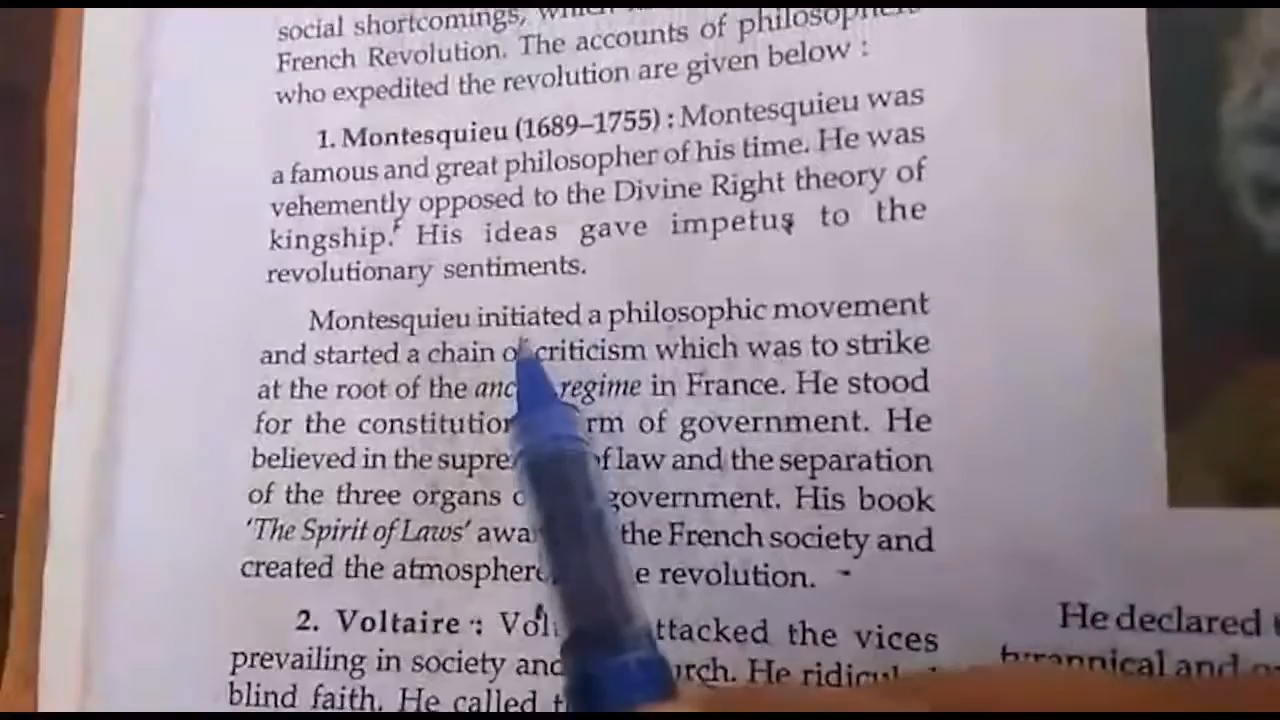 social shortcomings,
French Revolution. The accounts of philosophers
who expedited the revolution are given below :
1. Montesquieu (1689–1755) : Montesquieu was
a famous and great philosopher of his time. He was
vehemently opposed to the Divine Right theory of
kingship. His ideas gave impetus to the
revolutionary sentiments.
Montesquieu initiated a philosophic movement
and started a chain of criticism which was to strike
at the root of the regime in France. He stood
for the government. He
believed in the of law and the separation
of the three organs government. His book
'The Spirit of Laws' the French society and
created the atmosphere revolution.
2. Voltaire : attacked the vices
prevailing in society and He
blind faith. He called
He declared
tyrannical and